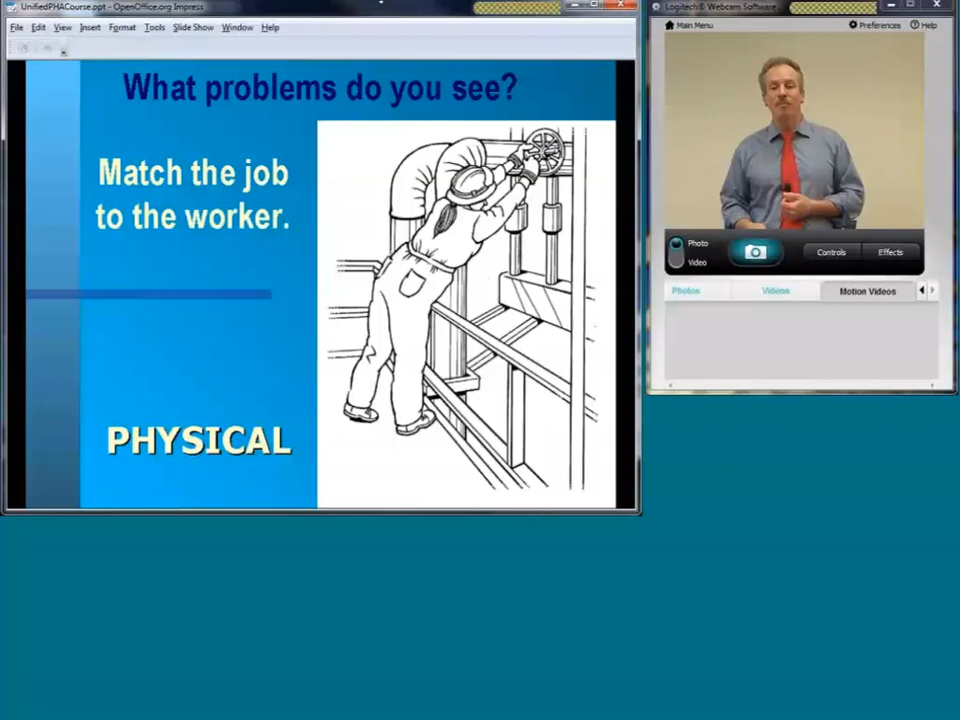 UnifiedPHACourse.ppt - OpenOffice.org Impress
File Edit View Insert Format Tools Slide Show Window Help
What problems do you see?
Match the job
to the worker.
PHYSICAL
Logitech® Webcam Software
Main Menu Preferences Help
Photo
Video
Controls Effects
Photos Videos Motion Videos